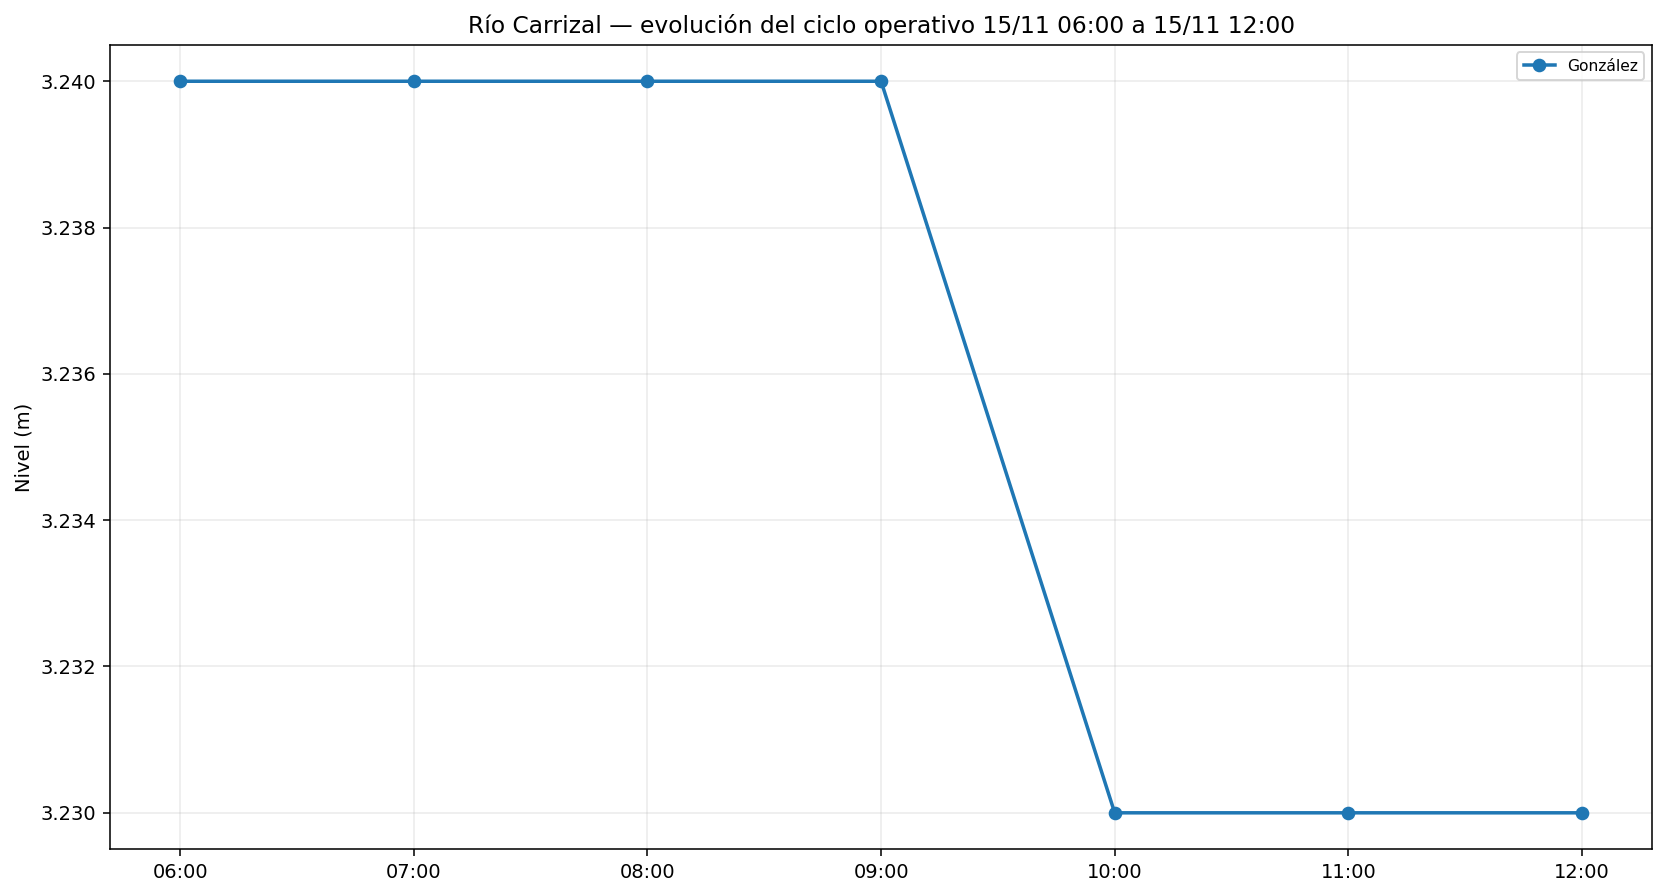 Río Carrizal — evolución del ciclo operativo 15/11 06:00 a 15/11 12:00
González
Nivel (m)
3.240
3.238
3.236
3.234
3.232
3.230
06:00 07:00 08:00 09:00 10:00 11:00 12:00